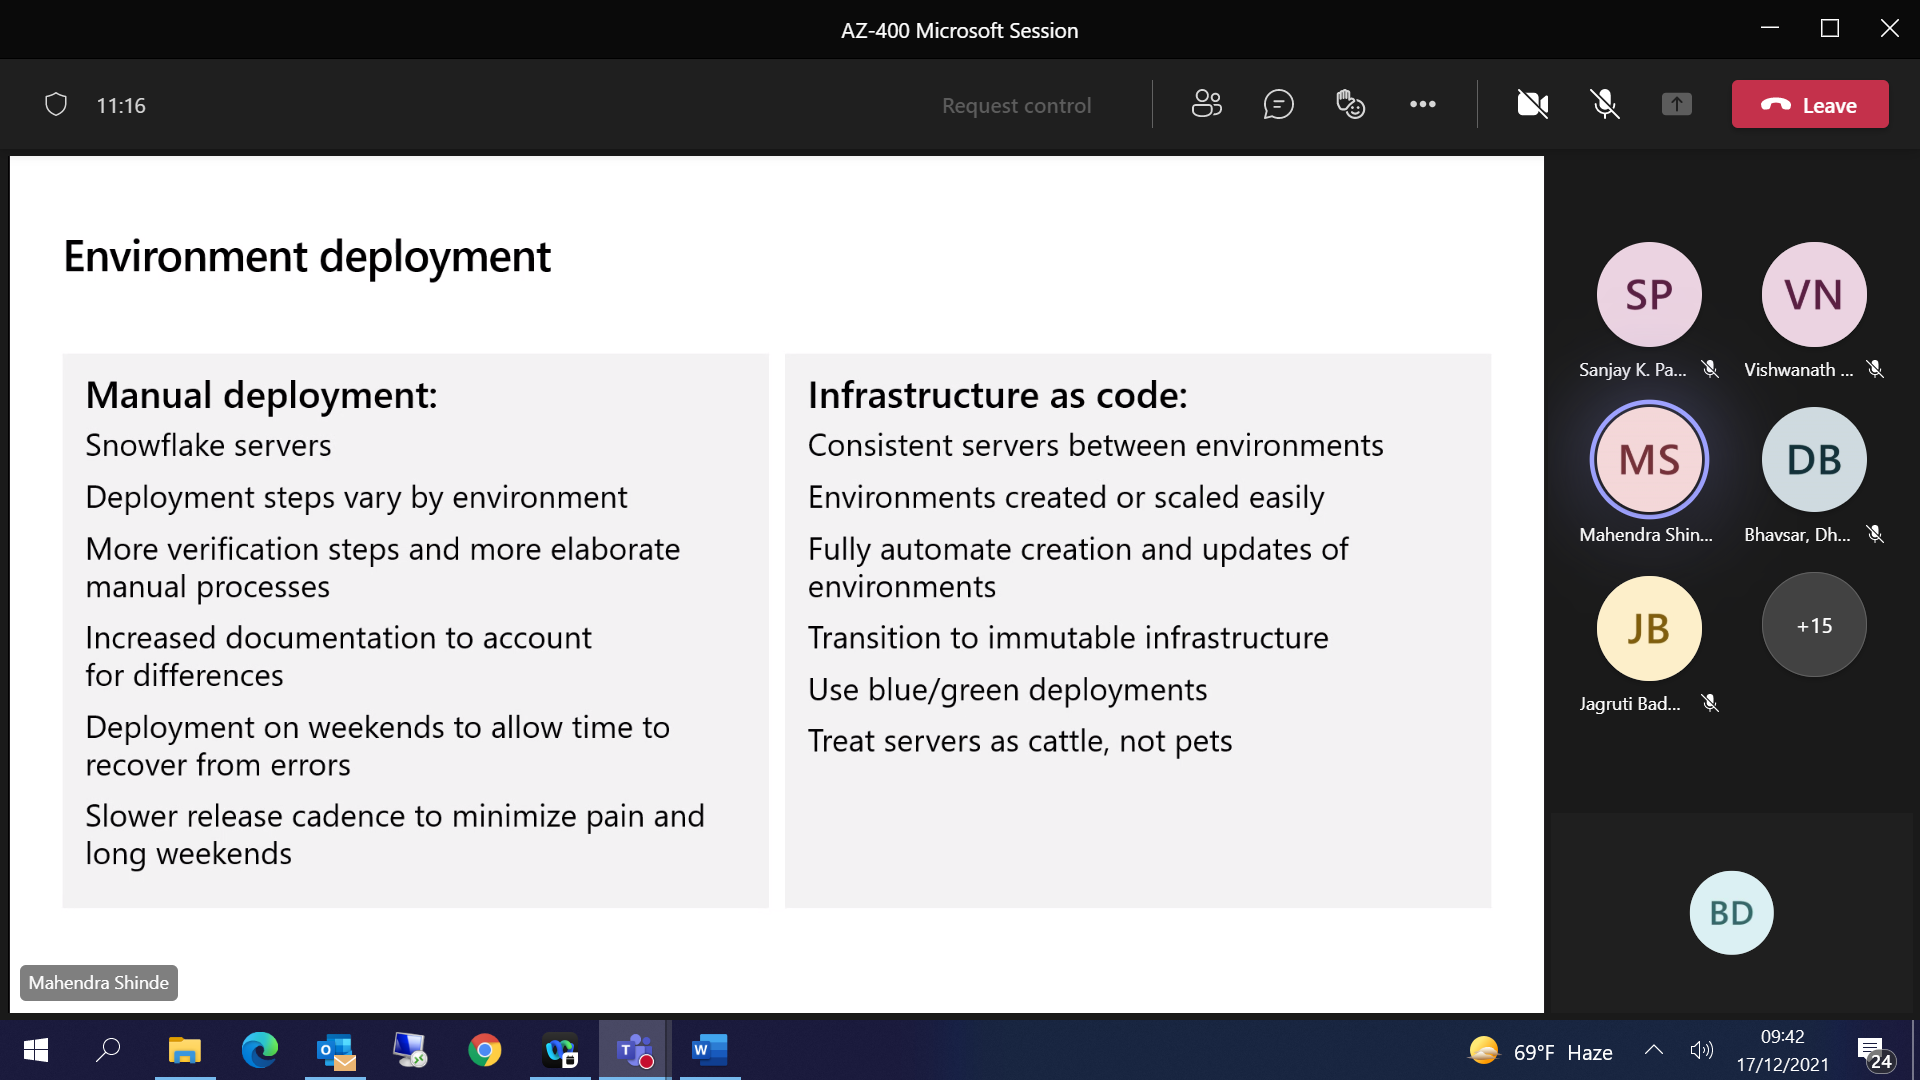 AZ-400 Microsoft Session
11:16
Request control
Leave
Environment deployment
Manual deployment:
Snowflake servers
Deployment steps vary by environment
More verification steps and more elaborate
manual processes
Increased documentation to account
for differences
Deployment on weekends to allow time to
recover from errors
Slower release cadence to minimize pain and
long weekends
Infrastructure as code:
Consistent servers between environments
Environments created or scaled easily
Fully automate creation and updates of
environments
Transition to immutable infrastructure
Use blue/green deployments
Treat servers as cattle, not pets
Mahendra Shinde
SP
VN
Sanjay K. Pa...
Vishwanath ...
MS
DB
Mahendra Shin...
Bhavsar, Dh...
JB
+15
Jagruti Bad...
BD
O
T
W
69°F Haze
09:42
17/12/2021
24